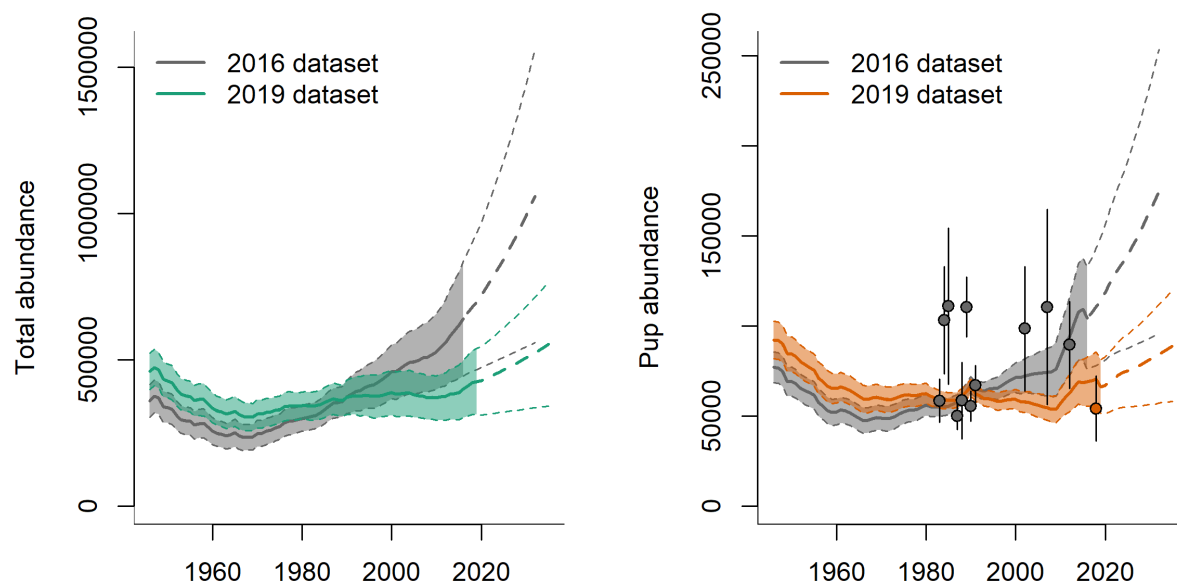 Total abundance
0
500000
1000000
1500000
2016 dataset
2019 dataset
1960
1980
2000
2020
Pup abundance
0
50000
150000
250000
2016 dataset
2019 dataset
1960
1980
2000
2020